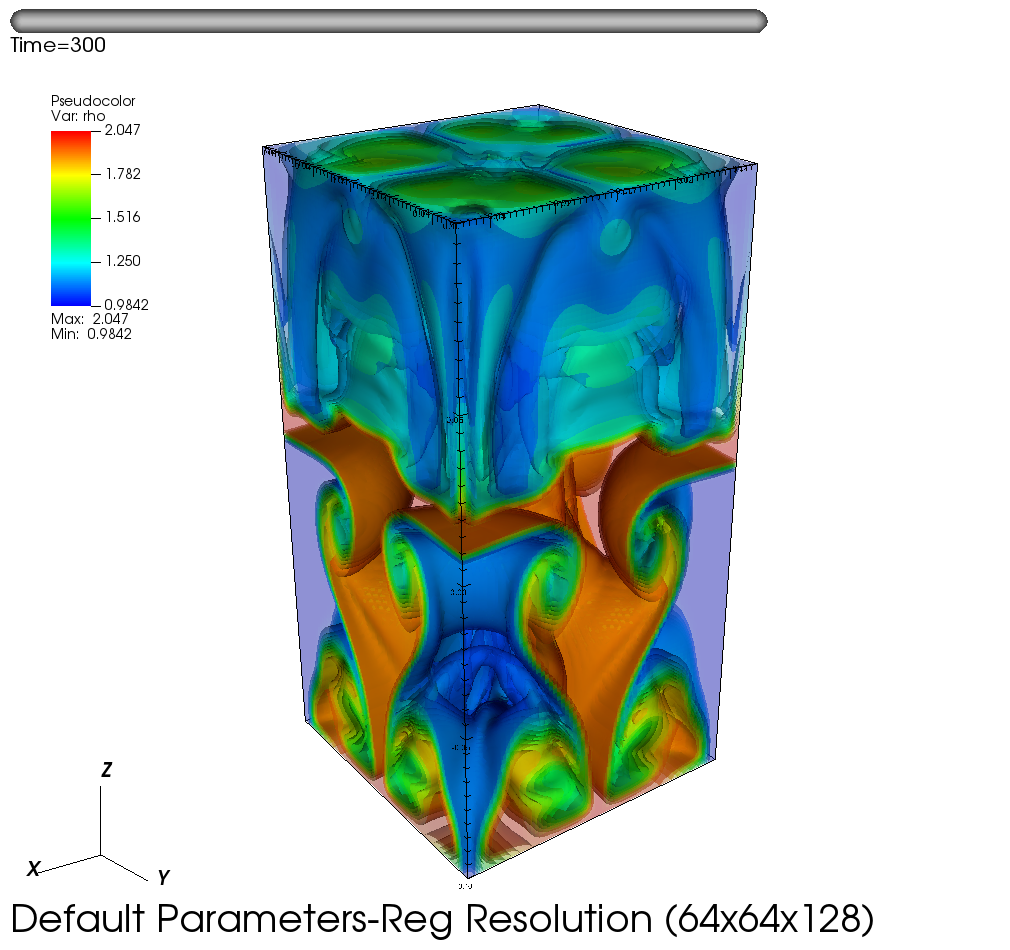 Time=300
Pseudocolor
Var: rho
2.047
1.782
1.516
1.250
0.9842
Max: 2.047
Min: 0.9842
Z
X
Y
Default Parameters-Reg Resolution (64x64x128)